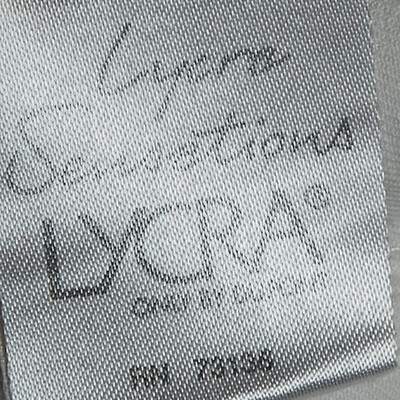 Lycra
Sensations
LYCRA®
ONLY BY DUPONT
RN 73136